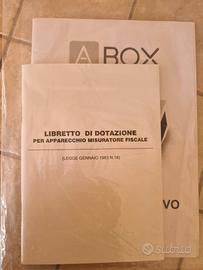 A BOX
LIBRETTO DI DOTAZIONE
PER APPARECCHIO MISURATORE FISCALE
(LEGGE GENNAIO 1983 N.18)
VO
subito